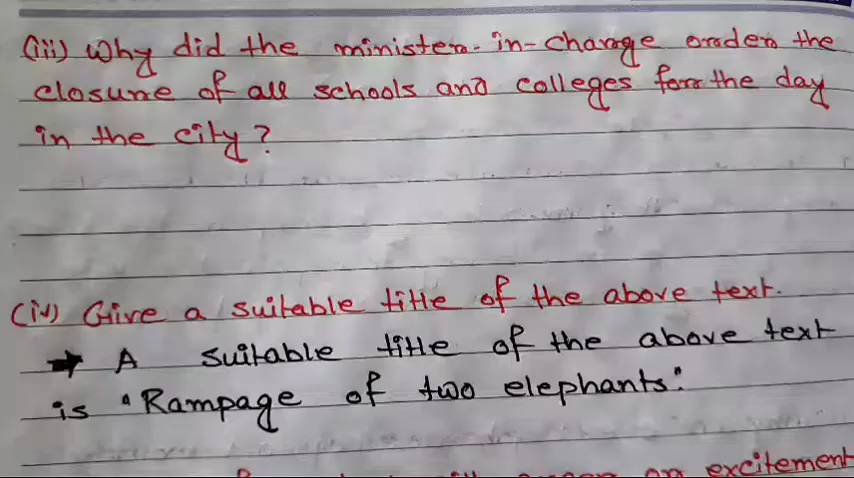 (iii) Why did the minister-in-charge order the
closure of all schools and colleges for the day
in the city?
(iv) Give a suitable title of the above text.
→ A suitable title of the above text
is "Rampage of two elephants".
an excitement